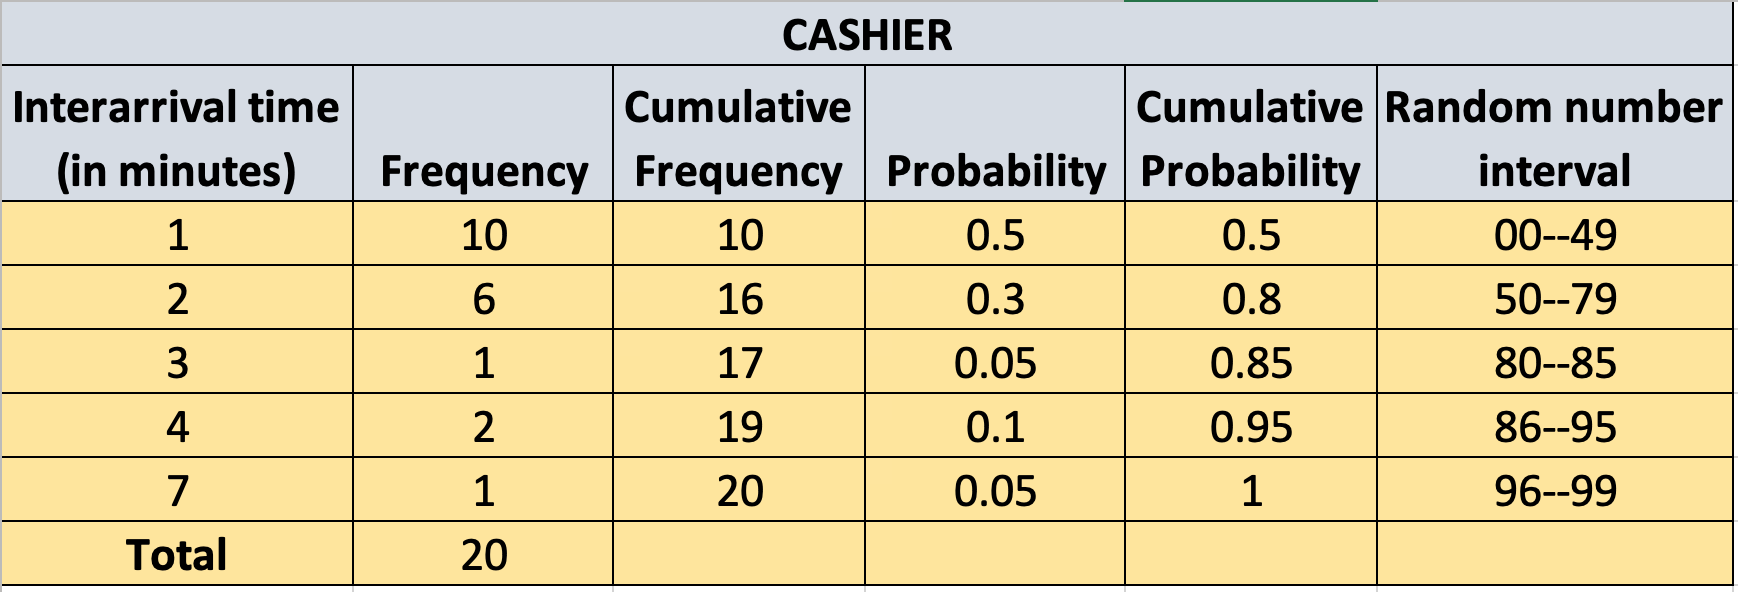 CASHIER
Interarrival time (in minutes) Frequency Cumulative Frequency Probability Cumulative Probability Random number interval
1 10 10 0.5 0.5 00--49
2 6 16 0.3 0.8 50--79
3 1 17 0.05 0.85 80--85
4 2 19 0.1 0.95 86--95
7 1 20 0.05 1 96--99
Total 20